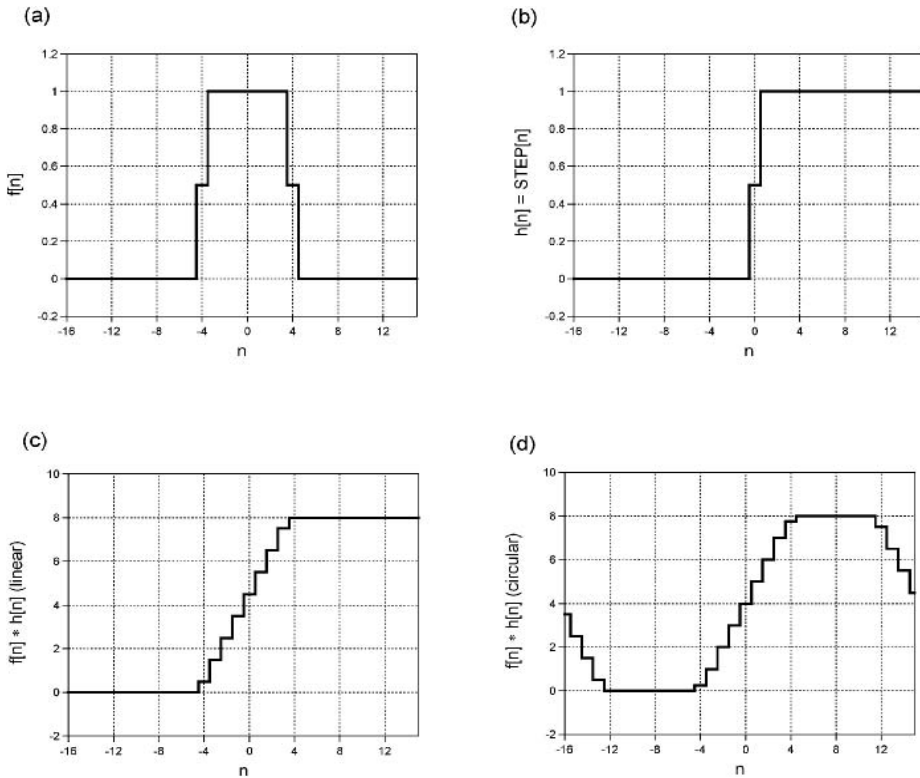 (a)
1.2
1
0.8
0.6
0.4
0.2
0
-0.2
f[n]
-16 -12 -8 -4 0 4 8 12
n
(b)
1.2
1
0.8
0.6
0.4
0.2
0
-0.2
h[n] = STEP[n]
-16 -12 -8 -4 0 4 8 12
n
(c)
10
8
6
4
2
0
-2
f[n] * h[n] (linear)
-16 -12 -8 -4 0 4 8 12
n
(d)
10
8
6
4
2
0
-2
f[n] * h[n] (circular)
-16 -12 -8 -4 0 4 8 12
n